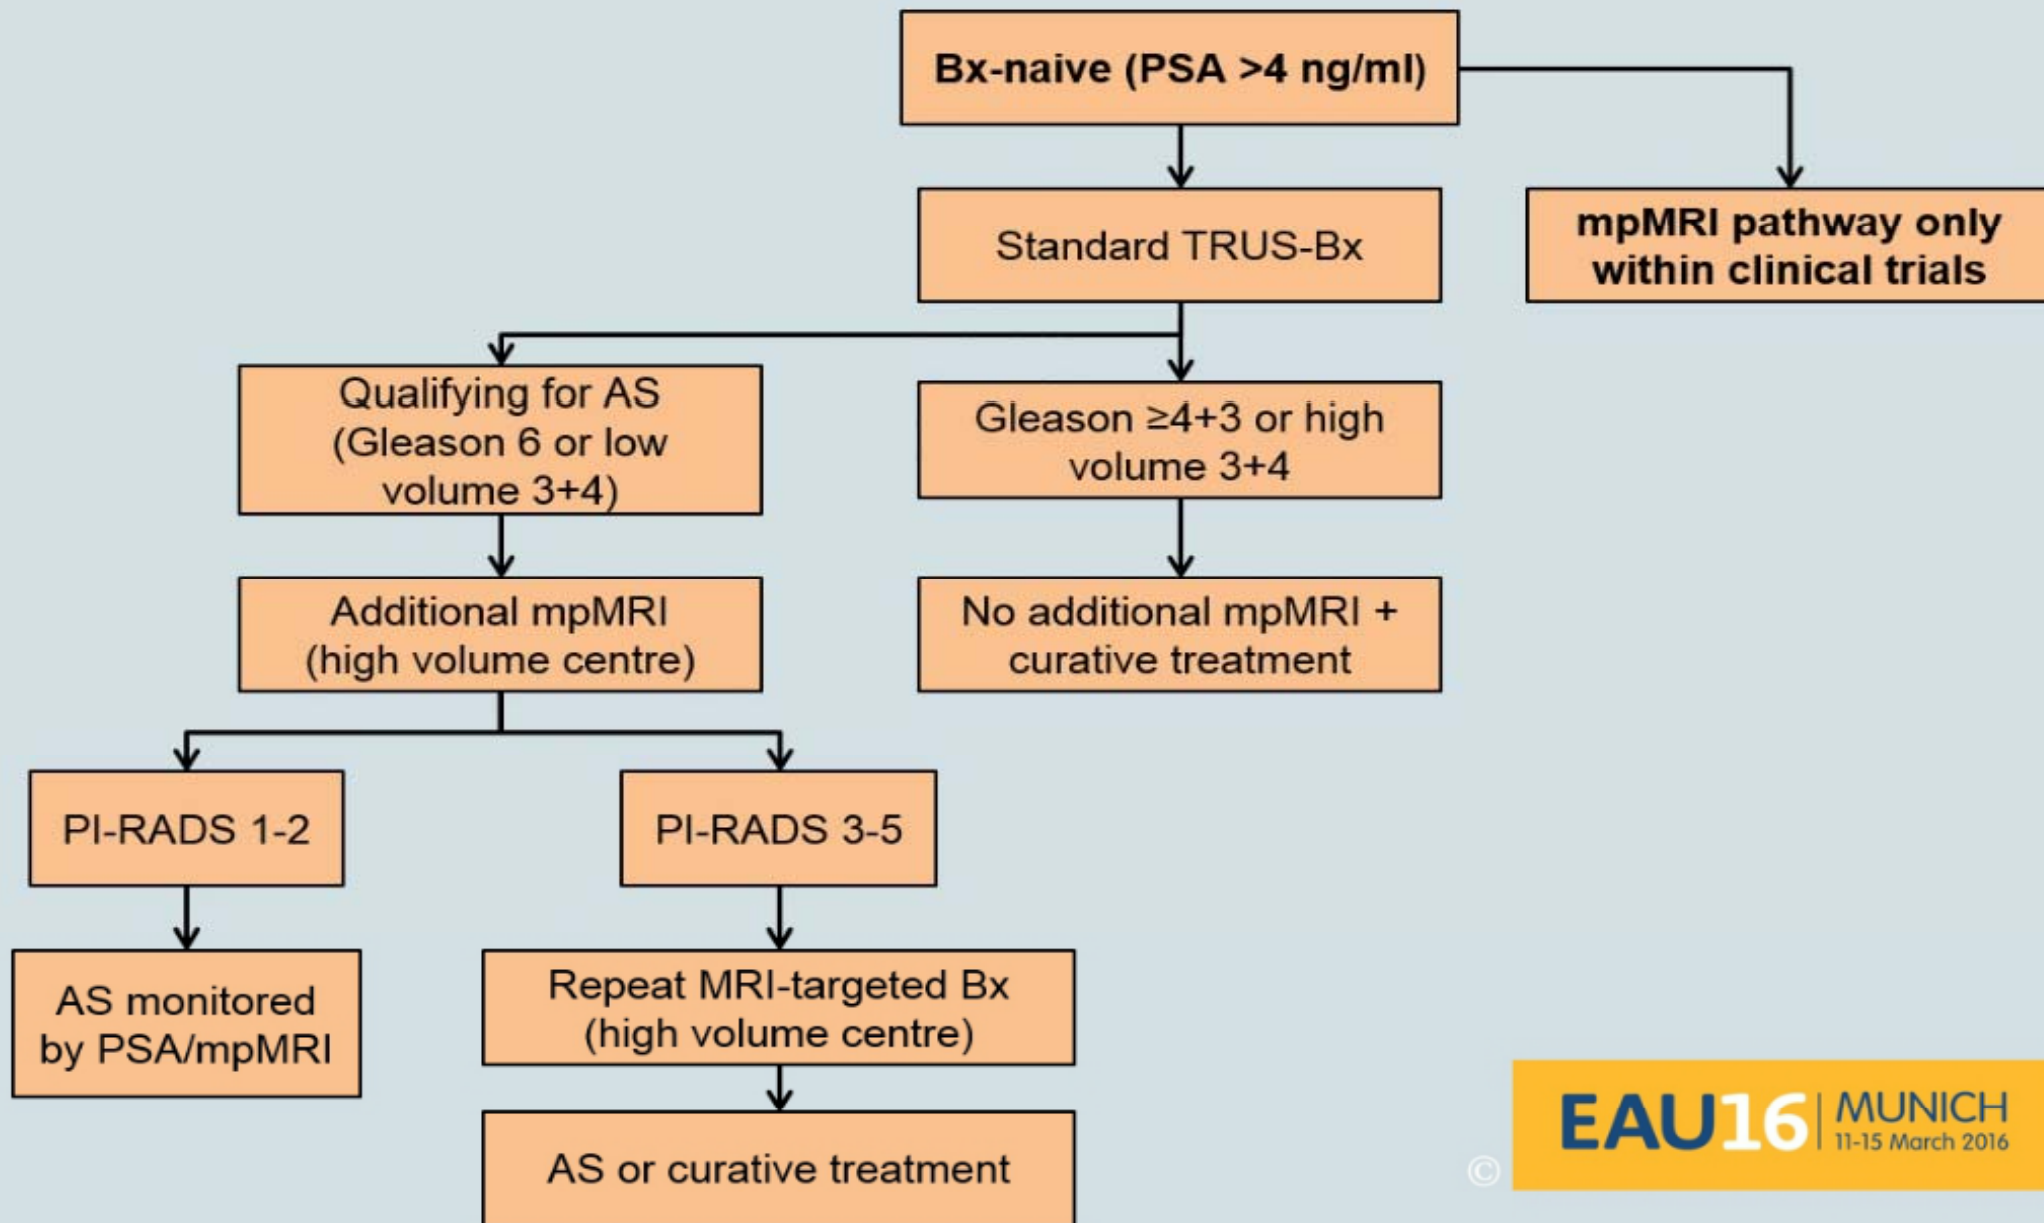 Bx-naive (PSA >4 ng/ml)
Standard TRUS-Bx
mpMRI pathway only
within clinical trials
Qualifying for AS
(Gleason 6 or low
volume 3+4)
Gleason ≥4+3 or high
volume 3+4
Additional mpMRI
(high volume centre)
No additional mpMRI +
curative treatment
PI-RADS 1-2
PI-RADS 3-5
AS monitored
by PSA/mpMRI
Repeat MRI-targeted Bx
(high volume centre)
AS or curative treatment
©
EAU16
MUNICH
11-15 March 2016